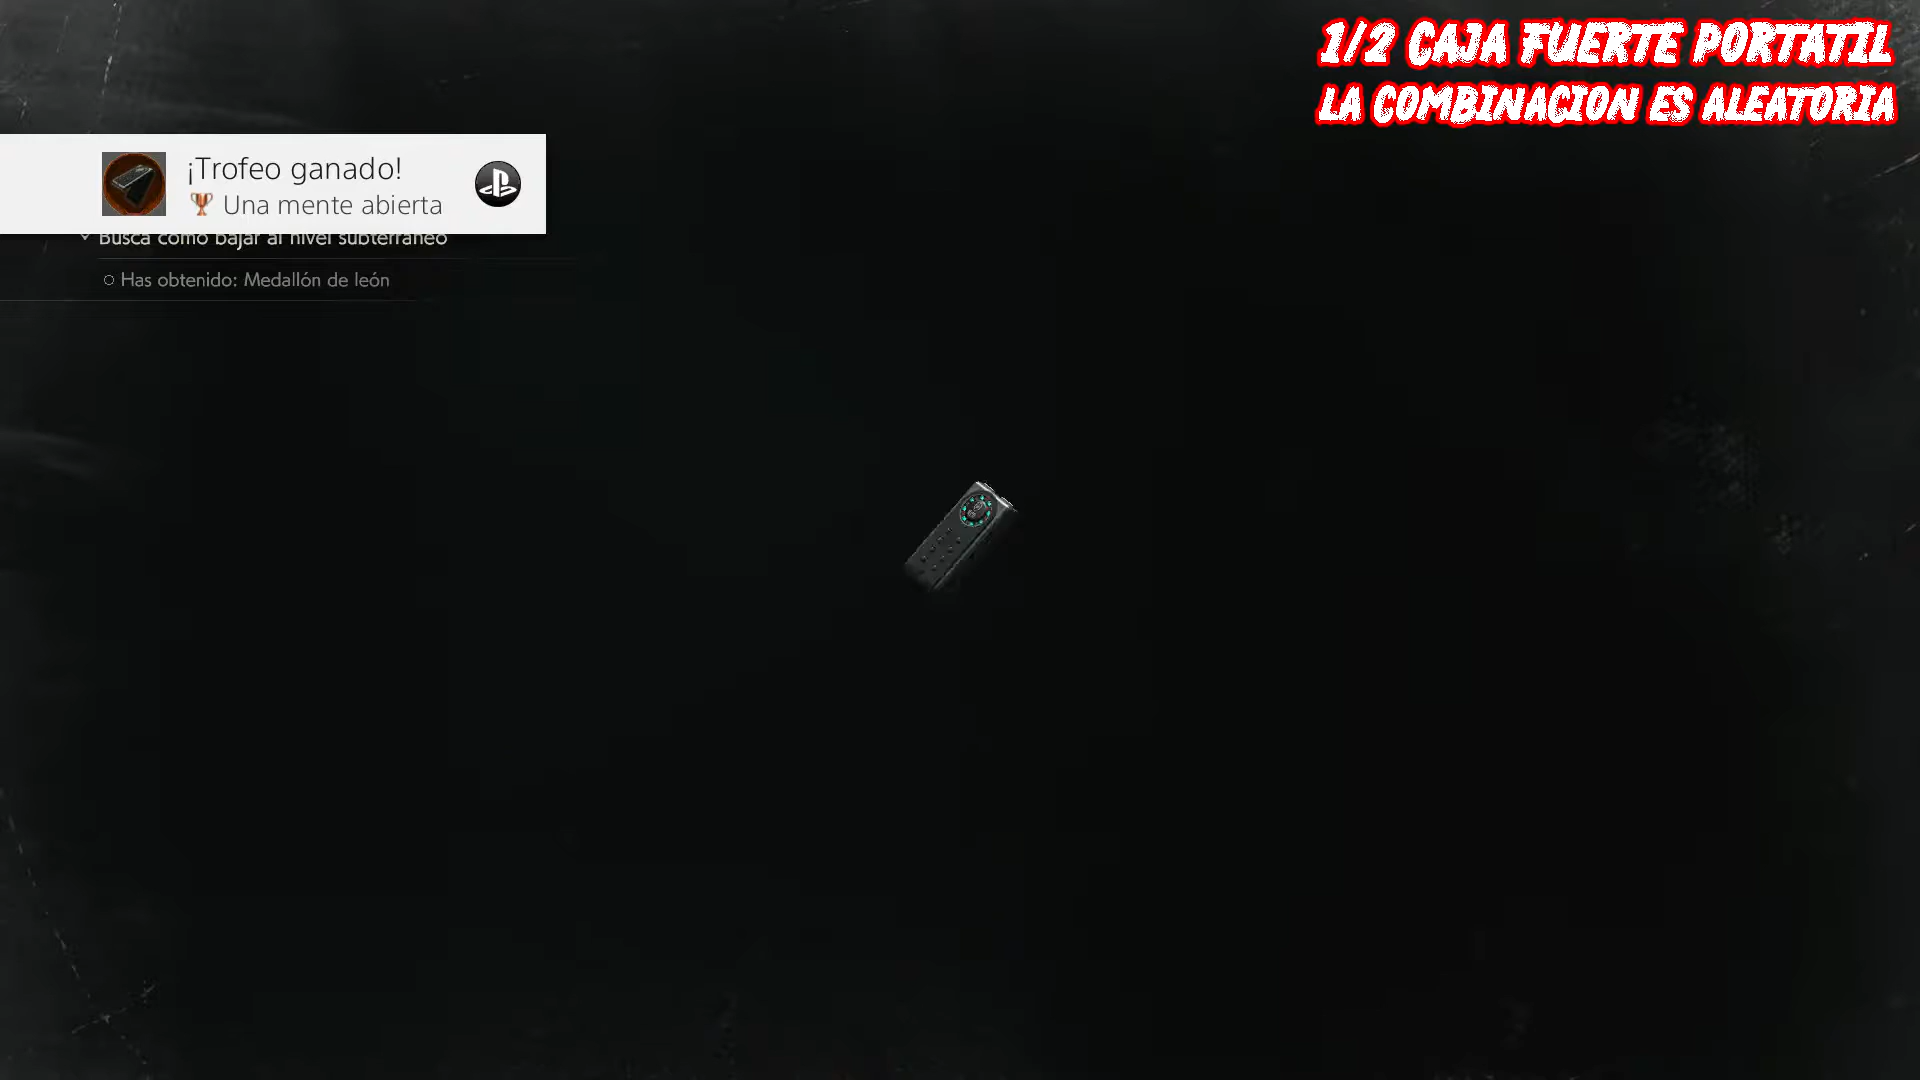 1/2 CAJA FUERTE PORTATIL
LA COMBINACION ES ALEATORIA
¡Trofeo ganado!
Una mente abierta
Busca cómo bajar al nivel subterráneo
Has obtenido: Medallón de león